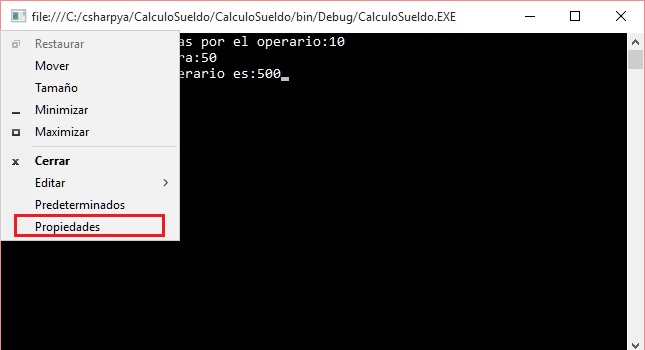 file:///C:/csharpya/CalculoSueldo/CalculoSueldo/bin/Debug/CalculoSueldo.EXE
as por el operario:10
ra:50
erario es:500
Restaurar
Mover
Tamaño
Minimizar
Maximizar
Cerrar
Editar
Predeterminados
Propiedades